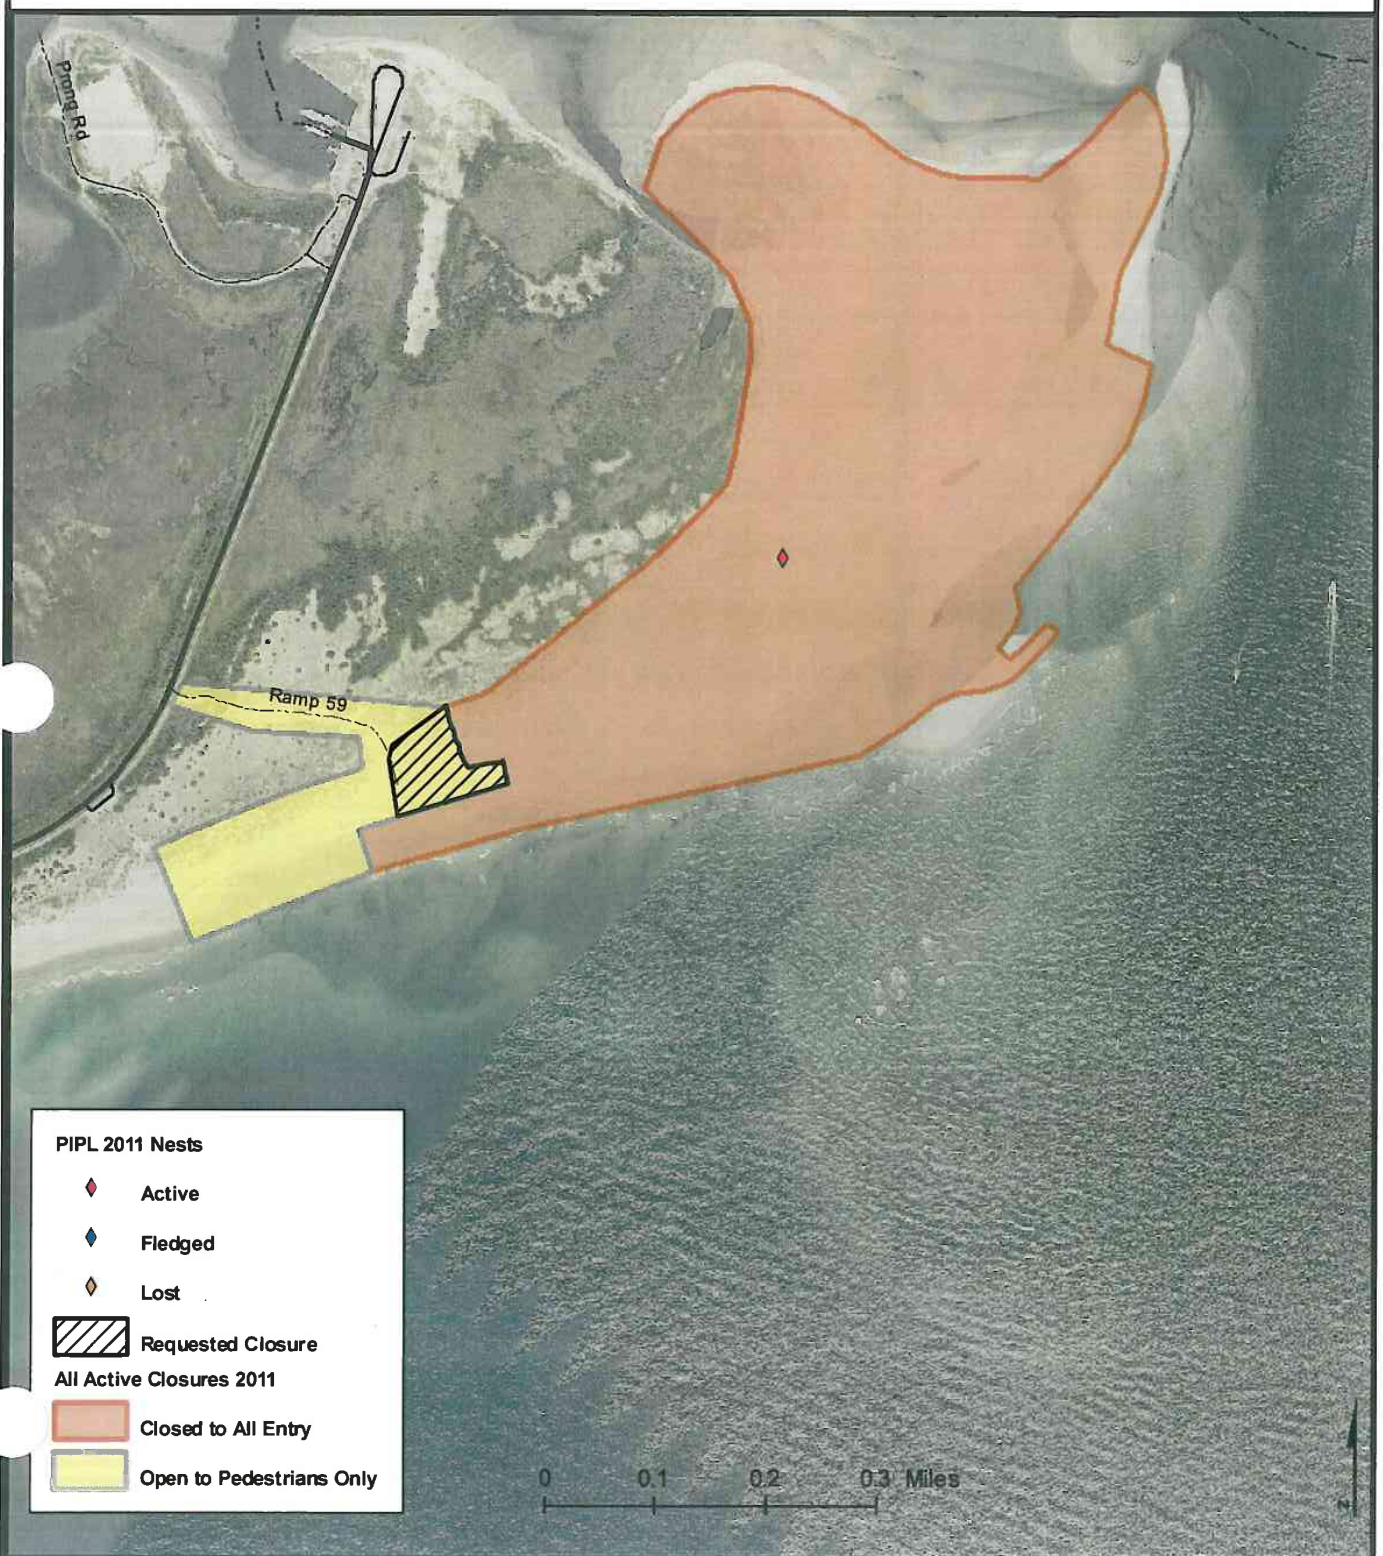 Prong Rd
Ramp 59
PIPL 2011 Nests
Active
Fledged
Lost
Requested Closure
All Active Closures 2011
Closed to All Entry
Open to Pedestrians Only
0 0.1 0.2 0.3 Miles
N